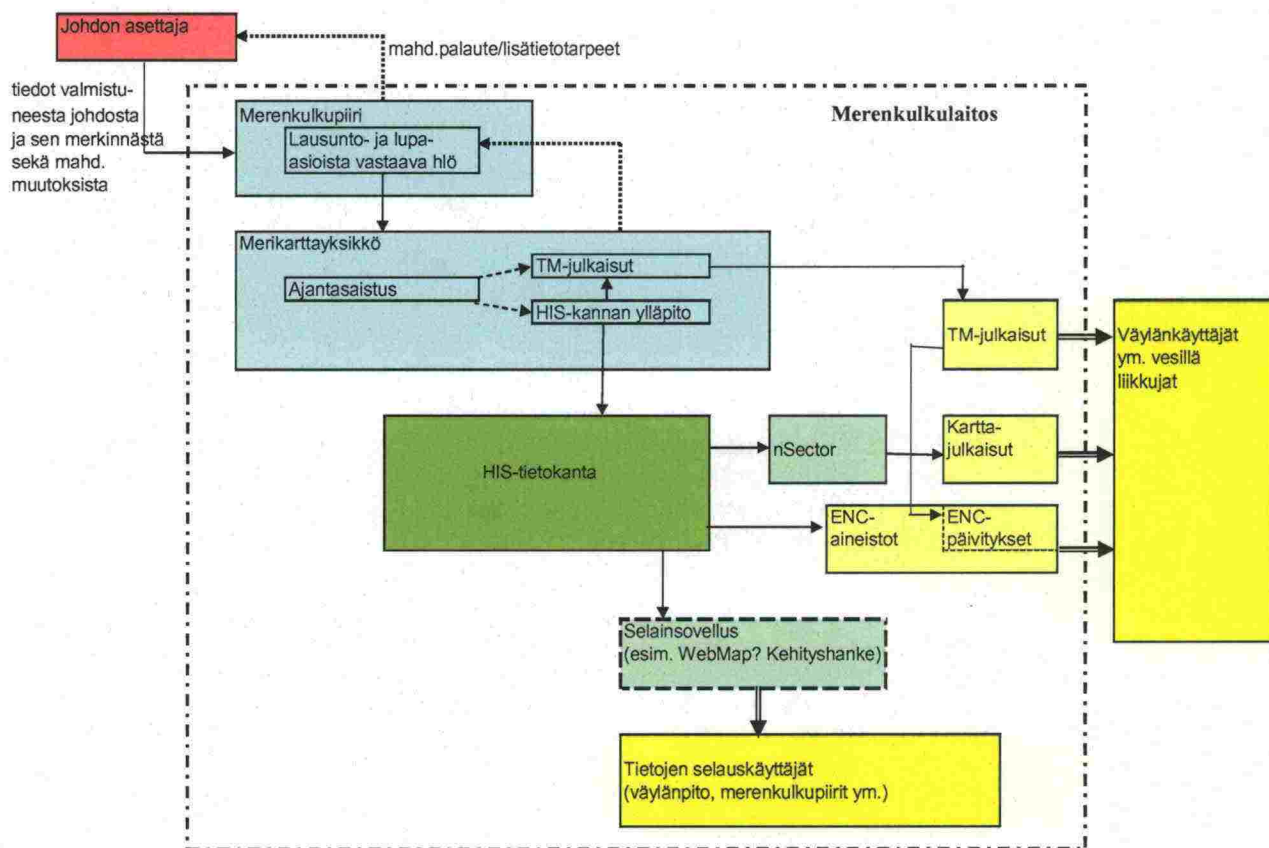 Johdon asettaja
mahd.palaute/lisätietotarpeet
tiedot valmistu-
neesta johdosta
ja sen merkinnästä
sekä mahd.
muutoksista
Merenkulkulaitos
Merenkulkupiiri
Lausunto- ja lupa-
asioista vastaava hlö
Merikarttayksikkö
TM-julkaisut
Ajantasaistus
HIS-kannan ylläpito
TM-julkaisut
Väylänkäyttäjät
ym. vesillä
liikkujat
HIS-tietokanta
nSector
Kartta-
julkaisut
ENC-
aineistot
ENC-
päivitykset
Selainsovellus
(esim. WebMap? Kehityshanke)
Tietojen selauskäyttäjät
(väylänpito, merenkulkupiirit ym.)